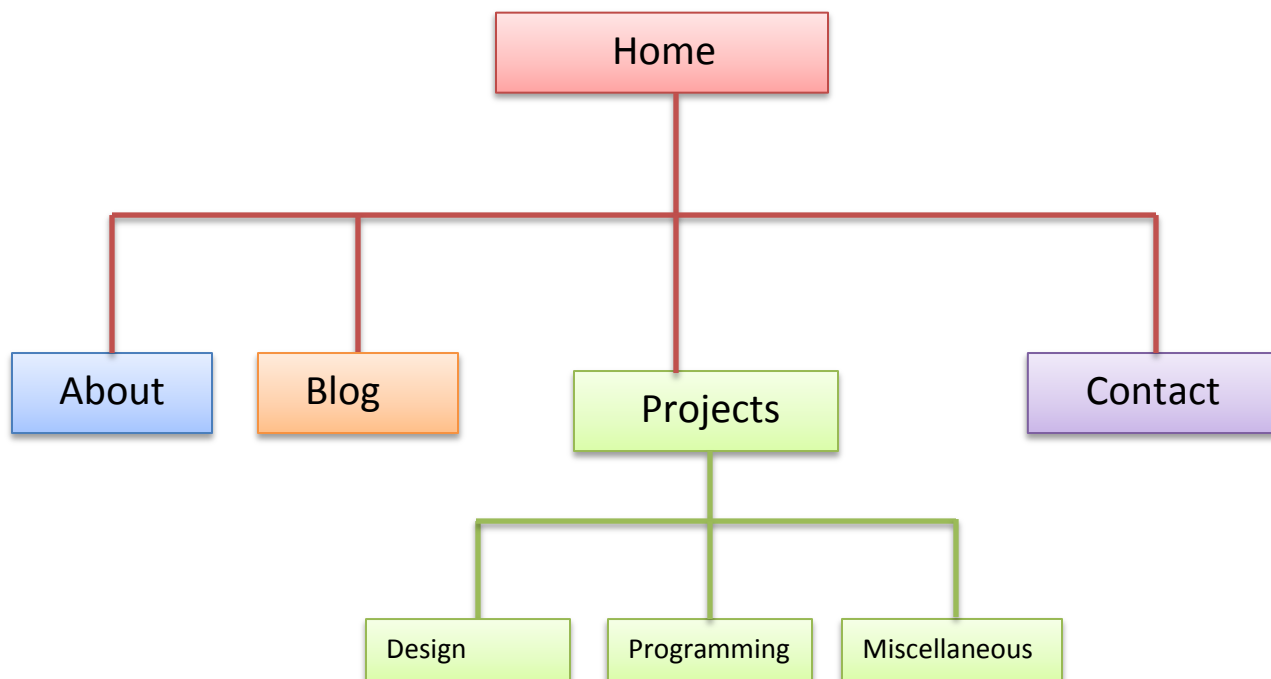 Home
About
Blog
Projects
Contact
Design
Programming
Miscellaneous